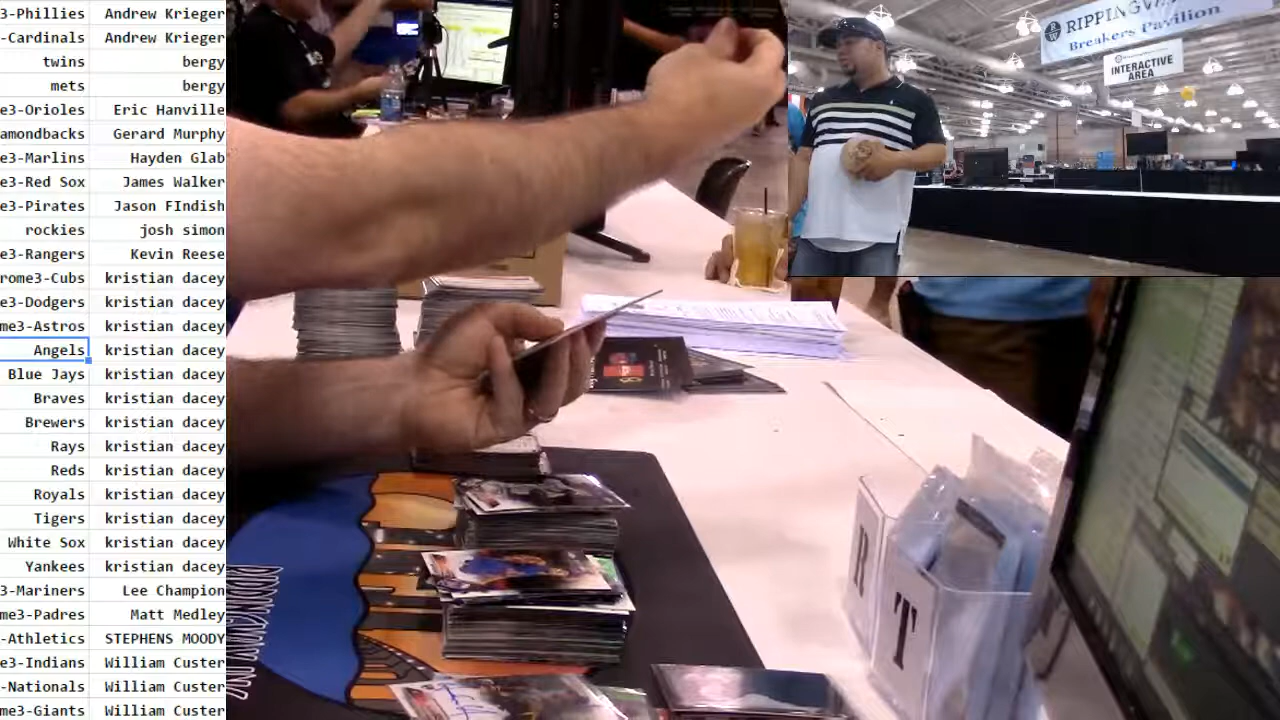 3-Phillies Andrew Krieger
-Cardinals Andrew Krieger
twins bergy
mets bergy
e3-Orioles Eric Hanville
amondbacks Gerard Murphy
e3-Marlins Hayden Glab
e3-Red Sox James Walker
e3-Pirates Jason FIndish
rockies josh simon
e3-Rangers Kevin Reese
rome3-Cubs kristian dacey
e3-Dodgers kristian dacey
me3-Astros kristian dacey
Angels kristian dacey
Blue Jays kristian dacey
Braves kristian dacey
Brewers kristian dacey
Rays kristian dacey
Reds kristian dacey
Royals kristian dacey
Tigers kristian dacey
White Sox kristian dacey
Yankees kristian dacey
3-Mariners Lee Champion
me3-Padres Matt Medley
-Athletics STEPHENS MOODY
e3-Indians William Custer
-Nationals William Custer
me3-Giants William Custer
RIPPINGWA
Breakers Pavilion
INTERACTIVE
AREA
R
T